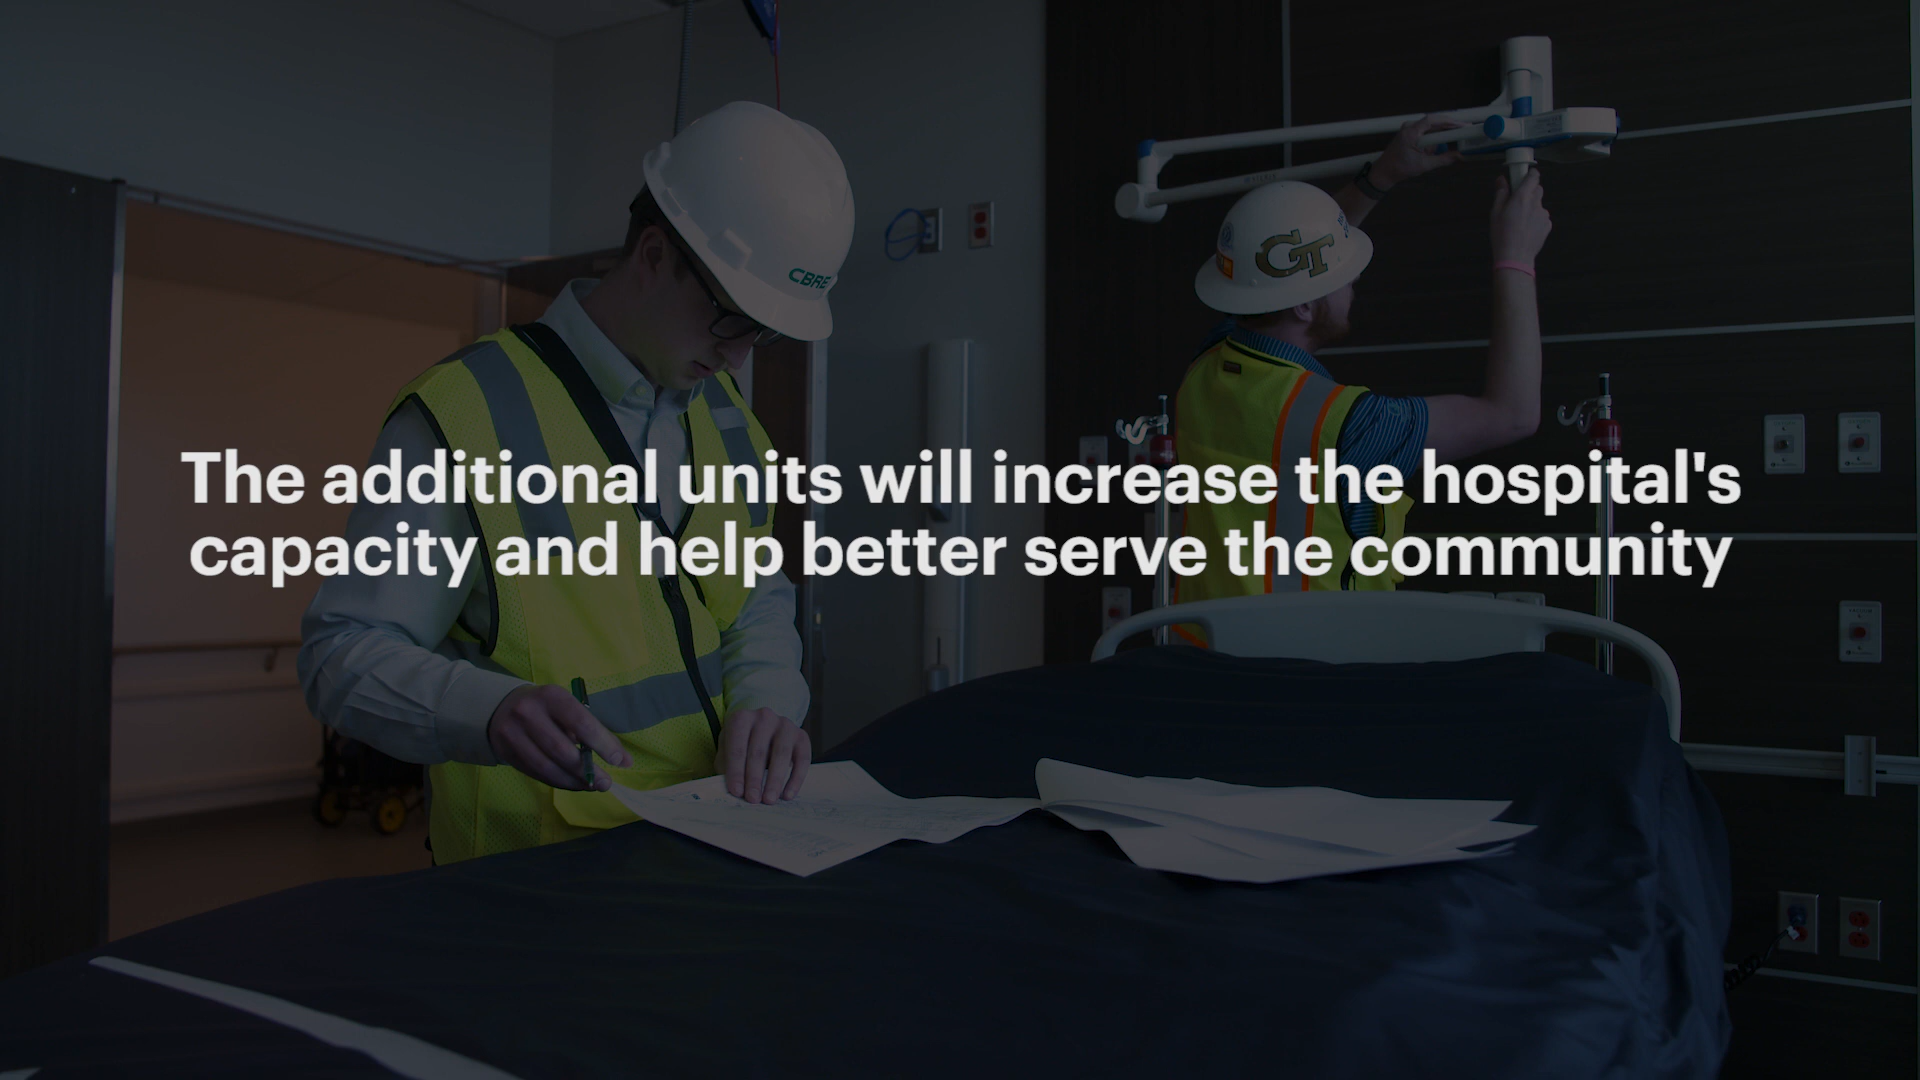 CBRE
GT
The additional units will increase the hospital's
capacity and help better serve the community